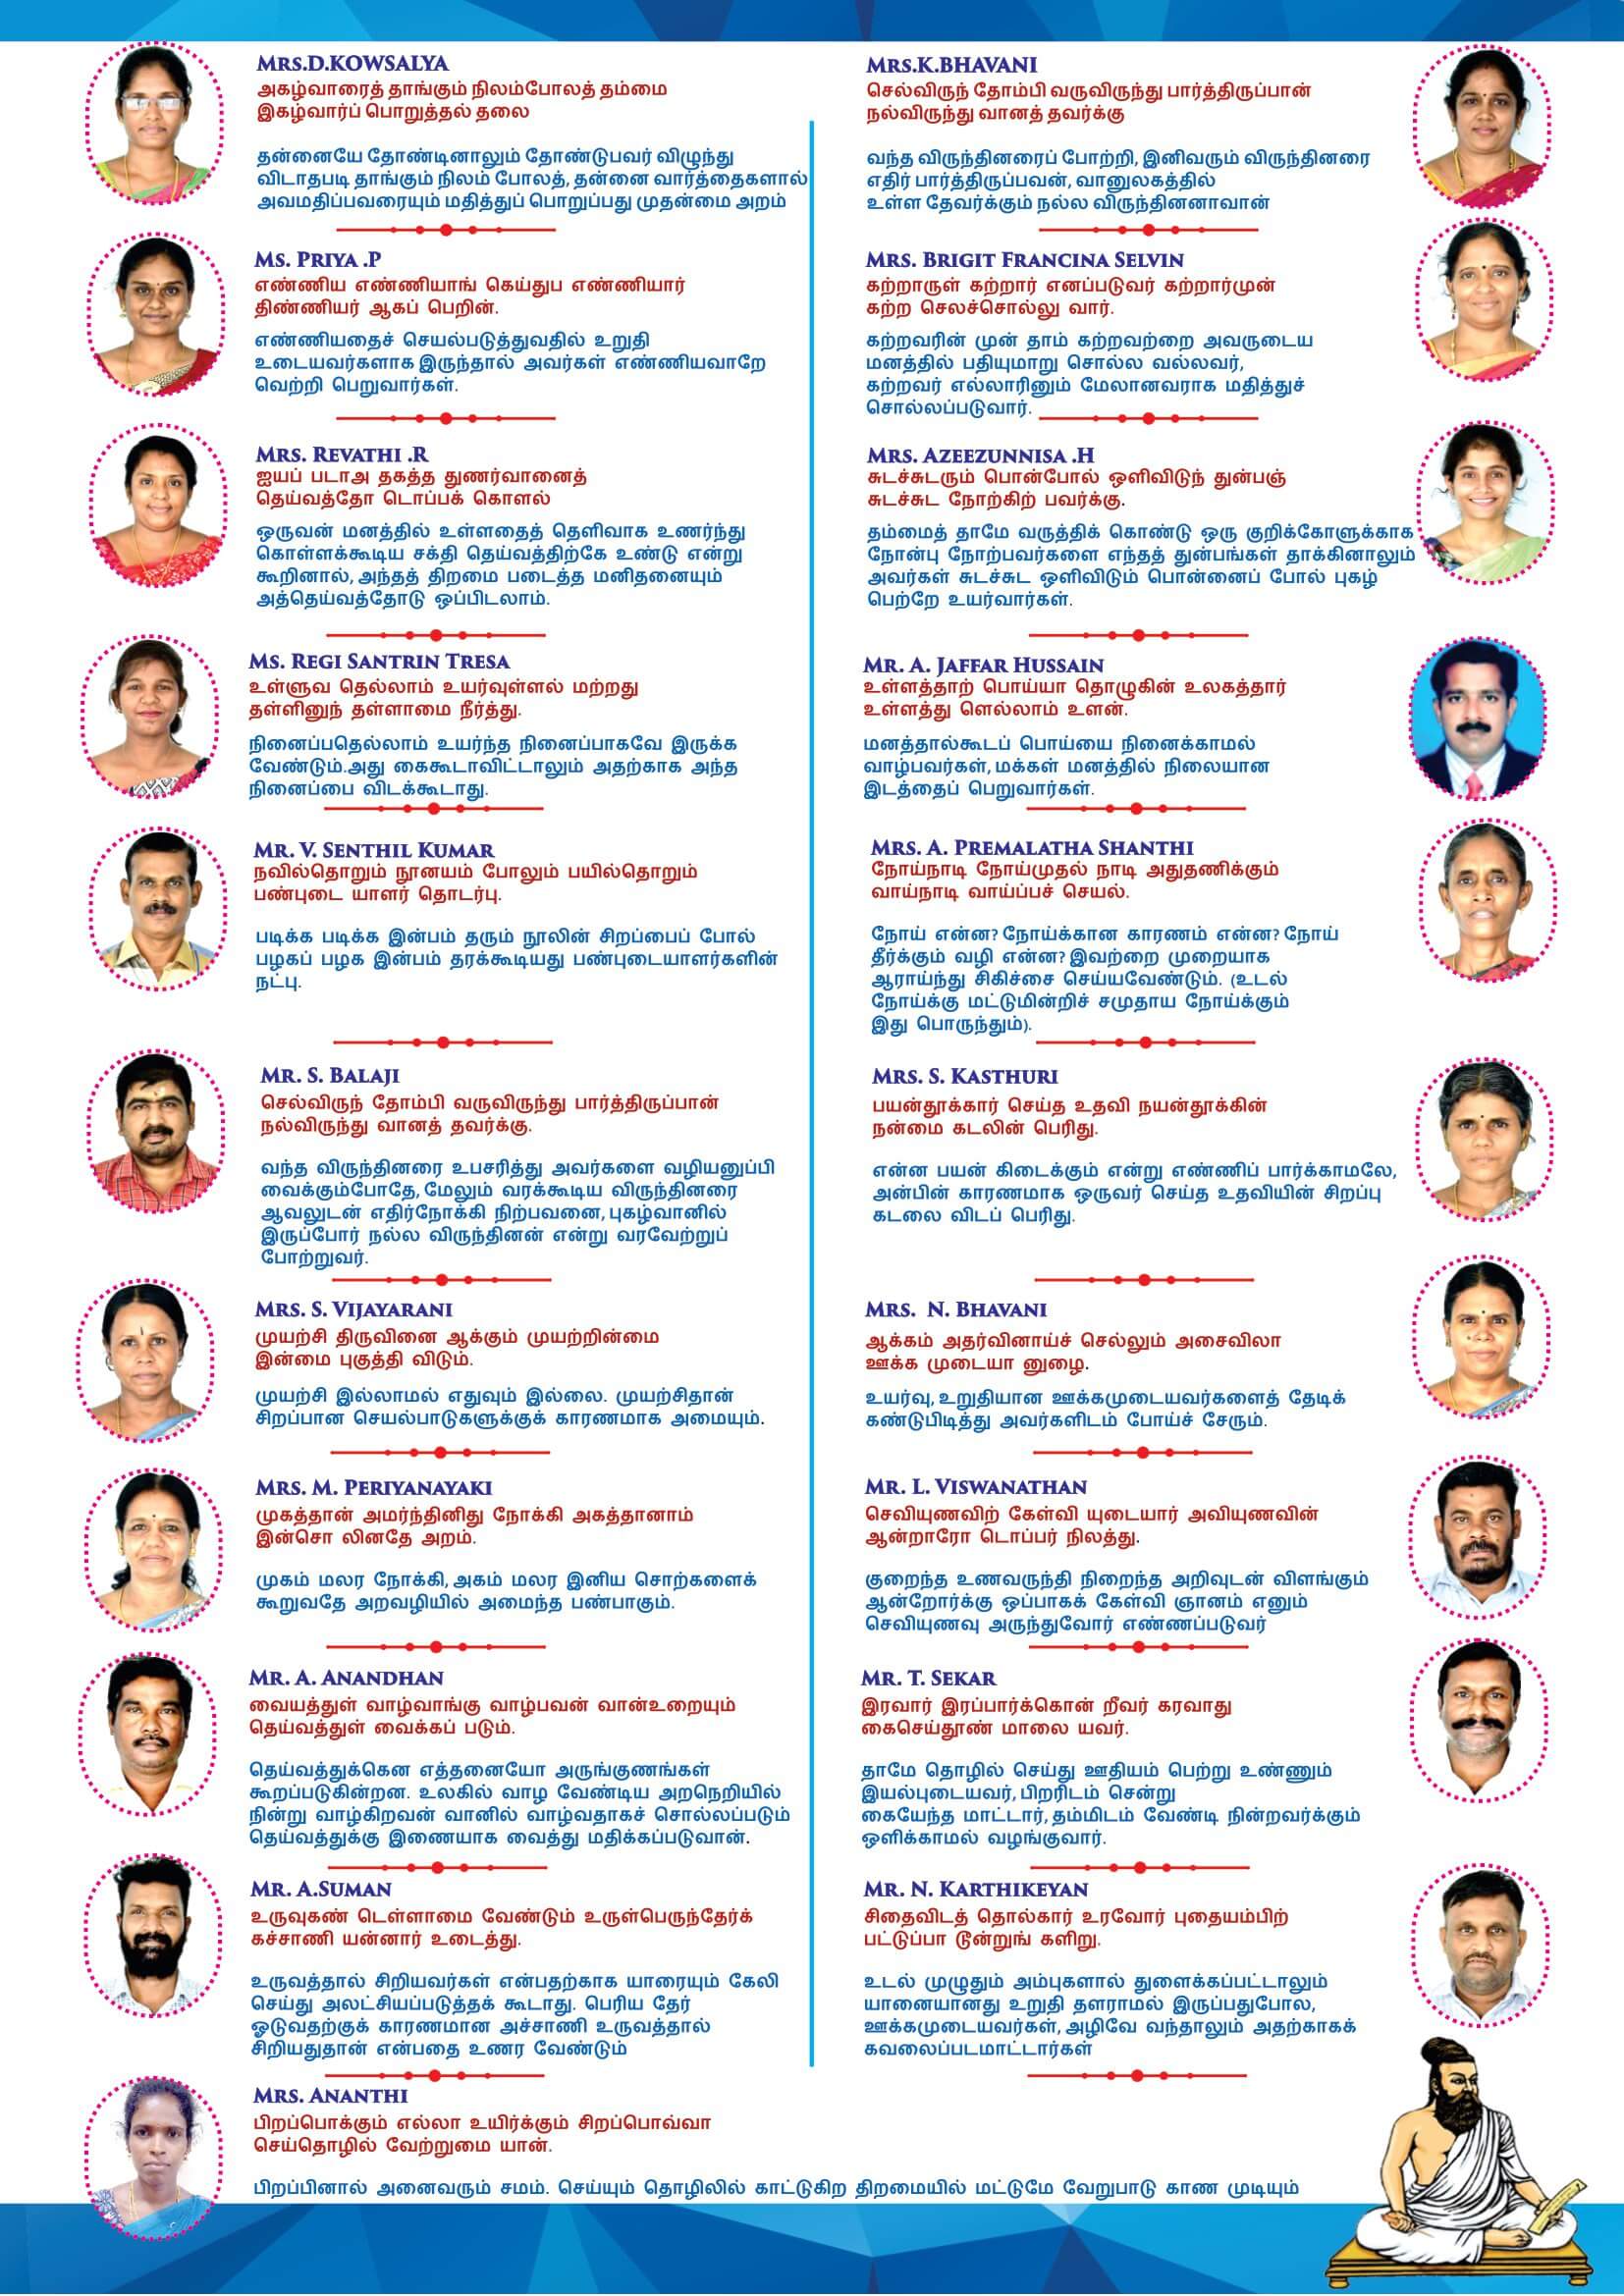 MRS.D.KOWSALYA
அகழ்வாரைத் தாங்கும் நிலம்போலத் தம்மை
இகழ்வார்ப் பொறுத்தல் தலை
தன்னையே தோண்டினாலும் தோண்டுபவர் விழுந்து
விடாதபடி தாங்கும் நிலம் போலத், தன்னை வார்த்தைகளால்
அவமதிப்பவரையும் மதித்துப் பொறுப்பது முதன்மை அறம்
MS. PRIYA .P
எண்ணிய எண்ணியாங் கெய்துப எண்ணியார்
திண்ணியர் ஆகப் பெறின்.
எண்ணியதைச் செயல்படுத்துவதில் உறுதி
உடையவர்களாக இருந்தால் அவர்கள் எண்ணியவாறே
வெற்றி பெறுவார்கள்.
MRS. REVATHI .R
ஐயப் படாஅ தகத்த துணர்வானைத்
தெய்வத்தோ டொப்பக் கொளல்
ஒருவன் மனத்தில் உள்ளதைத் தெளிவாக உணர்ந்து
கொள்ளக்கூடிய சக்தி தெய்வத்திற்கே உண்டு என்று
கூறினால், அந்தத் திறமை படைத்த மனிதனையும்
அத்தெய்வத்தோடு ஒப்பிடலாம்.
MS. REGI SANTRIN TRESA
உள்ளுவ தெல்லாம் உயர்வுள்ளல் மற்றது
தள்ளினுந் தள்ளாமை நீர்த்து.
நினைப்பதெல்லாம் உயர்ந்த நினைப்பாகவே இருக்க
வேண்டும்.அது கைகூடாவிட்டாலும் அதற்காக அந்த
நினைப்பை விடக்கூடாது.
MR. V. SENTHIL KUMAR
நவில்தொறும் நூனயம் போலும் பயில்தொறும்
பண்புடை யாளர் தொடர்பு.
படிக்க படிக்க இன்பம் தரும் நூலின் சிறப்பைப் போல்
பழகப் பழக இன்பம் தரக்கூடியது பண்புடையாளர்களின்
நட்பு.
MR. S. BALAJI
செல்விருந் தோம்பி வருவிருந்து பார்த்திருப்பான்
நல்விருந்து வானத் தவர்க்கு.
வந்த விருந்தினரை உபசரித்து அவர்களை வழியனுப்பி
வைக்கும்போதே, மேலும் வரக்கூடிய விருந்தினரை
ஆவலுடன் எதிர்நோக்கி நிற்பவனை, புகழ்வானில்
இருப்போர் நல்ல விருந்தினன் என்று வரவேற்றுப்
போற்றுவர்.
MRS. S. VIJAYARANI
முயற்சி திருவினை ஆக்கும் முயற்றின்மை
இன்மை புகுத்தி விடும்.
முயற்சி இல்லாமல் எதுவும் இல்லை. முயற்சிதான்
சிறப்பான செயல்பாடுகளுக்குக் காரணமாக அமையும்.
MRS. M. PERIYANAYAKI
முகத்தான் அமர்ந்தினிது நோக்கி அகத்தானாம்
இன்சொ லினதே அறம்.
முகம் மலர நோக்கி, அகம் மலர இனிய சொற்களைக்
கூறுவதே அறவழியில் அமைந்த பண்பாகும்.
MR. A. ANANDHAN
வையத்துள் வாழ்வாங்கு வாழ்பவன் வான்உறையும்
தெய்வத்துள் வைக்கப் படும்.
தெய்வத்துக்கென எத்தனையோ அருங்குணங்கள்
கூறப்படுகின்றன. உலகில் வாழ வேண்டிய அறநெறியில்
நின்று வாழ்கிறவன் வானில் வாழ்வதாகச் சொல்லப்படும்
தெய்வத்துக்கு இணையாக வைத்து மதிக்கப்படுவான்.
MR. A.SUMAN
உருவுகண் டெள்ளாமை வேண்டும் உருள்பெருந்தேர்க்
கச்சாணி யன்னார் உடைத்து.
உருவத்தால் சிறியவர்கள் என்பதற்காக யாரையும் கேலி
செய்து அலட்சியப்படுத்தக் கூடாது. பெரிய தேர்
ஓடுவதற்குக் காரணமான அச்சாணி உருவத்தால்
சிறியதுதான் என்பதை உணர வேண்டும்
MRS. ANANTHI
பிறப்பொக்கும் எல்லா உயிர்க்கும் சிறப்பொவ்வா
செய்தொழில் வேற்றுமை யான்.
பிறப்பினால் அனைவரும் சமம். செய்யும் தொழிலில் காட்டுகிற திறமையில் மட்டுமே வேறுபாடு காண முடியும்
MRS.K.BHAVANI
செல்விருந் தோம்பி வருவிருந்து பார்த்திருப்பான்
நல்விருந்து வானத் தவர்க்கு
வந்த விருந்தினரைப் போற்றி, இனிவரும் விருந்தினரை
எதிர் பார்த்திருப்பவன், வானுலகத்தில்
உள்ள தேவர்க்கும் நல்ல விருந்தினனாவான்
MRS. BRIGIT FRANCINA SELVIN
கற்றாருள் கற்றார் எனப்படுவர் கற்றார்முன்
கற்ற செலச்சொல்லு வார்.
கற்றவரின் முன் தாம் கற்றவற்றை அவருடைய
மனத்தில் பதியுமாறு சொல்ல வல்லவர்,
கற்றவர் எல்லாரினும் மேலானவராக மதித்துச்
சொல்லப்படுவார்.
MRS. AZEEZUNNISA .H
சுடச்சுடரும் பொன்போல் ஒளிவிடுந் துன்பஞ்
சுடச்சுட நோற்கிற் பவர்க்கு.
தம்மைத் தாமே வருத்திக் கொண்டு ஒரு குறிக்கோளுக்காக
நோன்பு நோற்பவர்களை எந்தத் துன்பங்கள் தாக்கினாலும்
அவர்கள் சுடச்சுட ஒளிவிடும் பொன்னைப் போல் புகழ்
பெற்றே உயர்வார்கள்.
MR. A. JAFFAR HUSSAIN
உள்ளத்தாற் பொய்யா தொழுகின் உலகத்தார்
உள்ளத்து ளெல்லாம் உளன்.
மனத்தால்கூடப் பொய்யை நினைக்காமல்
வாழ்பவர்கள், மக்கள் மனத்தில் நிலையான
இடத்தைப் பெறுவார்கள்.
MRS. A. PREMALATHA SHANTHI
நோய்நாடி நோய்முதல் நாடி அதுதணிக்கும்
வாய்நாடி வாய்ப்பச் செயல்.
நோய் என்ன? நோய்க்கான காரணம் என்ன? நோய்
தீர்க்கும் வழி என்ன? இவற்றை முறையாக
ஆராய்ந்து சிகிச்சை செய்யவேண்டும். (உடல்
நோய்க்கு மட்டுமின்றிச் சமுதாய நோய்க்கும்
இது பொருந்தும்).
MRS. S. KASTHURI
பயன்தூக்கார் செய்த உதவி நயன்தூக்கின்
நன்மை கடலின் பெரிது.
என்ன பயன் கிடைக்கும் என்று எண்ணிப் பார்க்காமலே,
அன்பின் காரணமாக ஒருவர் செய்த உதவியின் சிறப்பு
கடலை விடப் பெரிது.
MRS. N. BHAVANI
ஆக்கம் அதர்வினாய்ச் செல்லும் அசைவிலா
ஊக்க முடையா னுழை.
உயர்வு, உறுதியான ஊக்கமுடையவர்களைத் தேடிக்
கண்டுபிடித்து அவர்களிடம் போய்ச் சேரும்.
MR. L. VISWANATHAN
செவியுணவிற் கேள்வி யுடையார் அவியுணவின்
ஆன்றாரோ டொப்பர் நிலத்து.
குறைந்த உணவருந்தி நிறைந்த அறிவுடன் விளங்கும்
ஆன்றோர்க்கு ஒப்பாகக் கேள்வி ஞானம் எனும்
செவியுணவு அருந்துவோர் எண்ணப்படுவர்
MR. T. SEKAR
இரவார் இரப்பார்க்கொன் றீவர் கரவாது
கைசெய்தூண் மாலை யவர்.
தாமே தொழில் செய்து ஊதியம் பெற்று உண்ணும்
இயல்புடையவர், பிறரிடம் சென்று
கையேந்த மாட்டார், தம்மிடம் வேண்டி நின்றவர்க்கும்
ஒளிக்காமல் வழங்குவார்.
MR. N. KARTHIKEYAN
சிதைவிடத் தொல்கார் உரவோர் புதையம்பிற்
பட்டுப்பா டூன்றுங் களிறு.
உடல் முழுதும் அம்புகளால் துளைக்கப்பட்டாலும்
யானையானது உறுதி தளராமல் இருப்பதுபோல,
ஊக்கமுடையவர்கள், அழிவே வந்தாலும் அதற்காகக்
கவலைப்படமாட்டார்கள்